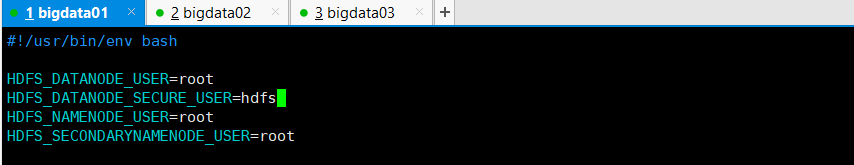 1 bigdata01 × 2 bigdata02 × 3 bigdata03 × +
#!/usr/bin/env bash
HDFS_DATANODE_USER=root
HDFS_DATANODE_SECURE_USER=hdfs
HDFS_NAMENODE_USER=root
HDFS_SECONDARYNAMENODE_USER=root